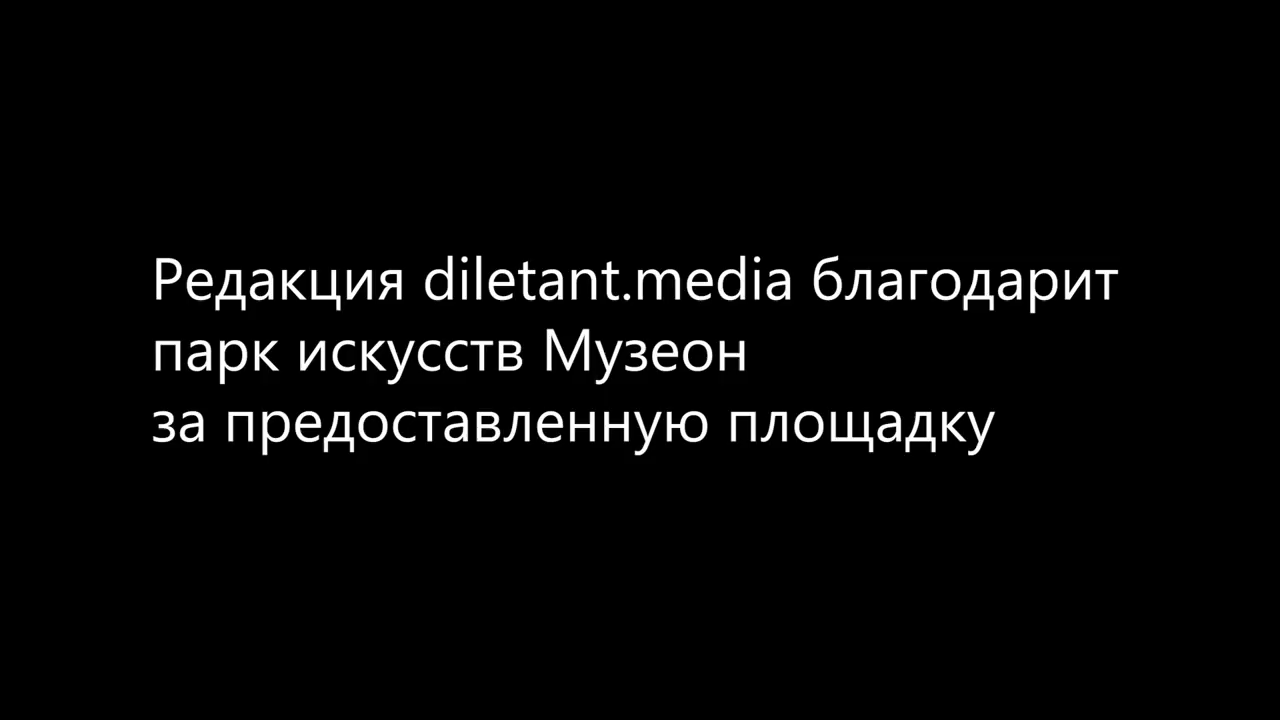 Редакция diletant.media благодарит
парк искусств Музеон
за предоставленную площадку